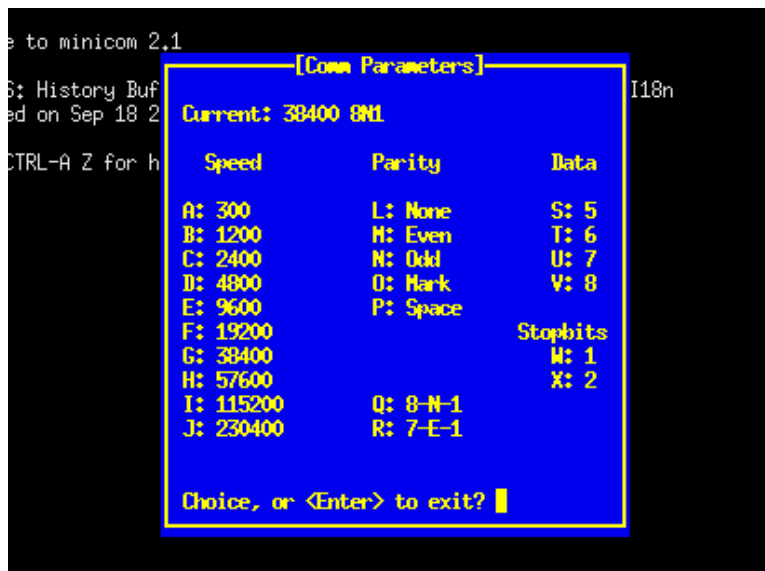 e to minicom 2.1
[Comm Parameters]
S: History Buf I18n
ed on Sep 18 2 Current: 38400 8N1
CTRL-A Z for h Speed Parity Data
A: 300 L: None S: 5
B: 1200 M: Even T: 6
C: 2400 N: Odd U: 7
D: 4800 O: Mark V: 8
E: 9600 P: Space
F: 19200 Stopbits
G: 38400 W: 1
H: 57600 X: 2
I: 115200 Q: 8-N-1
J: 230400 R: 7-E-1
Choice, or <Enter> to exit?